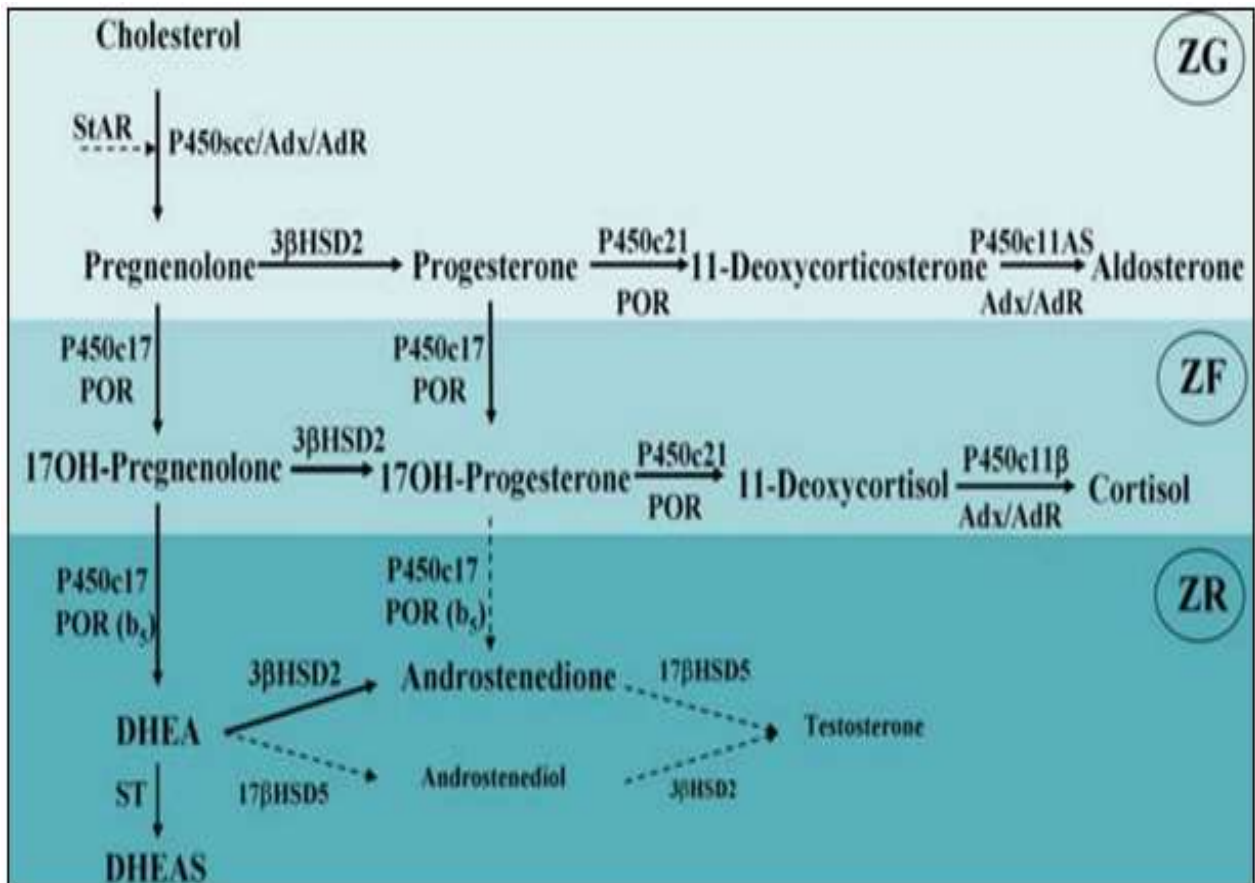 Cholesterol
ZG
StAR
P450scc/Adx/AdR
3βHSD2
P450c21
P450c11AS
Pregnenolone
Progesterone
11-Deoxycorticosterone
Aldosterone
POR
Adx/AdR
P450c17
POR
P450c17
POR
ZF
3βHSD2
P450c21
P450c11β
17OH-Pregnenolone
17OH-Progesterone
11-Deoxycortisol
Cortisol
POR
Adx/AdR
P450c17
POR (b₅)
P450c17
POR (b₅)
ZR
3βHSD2
Androstenedione
17βHSD5
DHEA
Testosterone
ST
17βHSD5
Androstenediol
3βHSD2
DHEAS